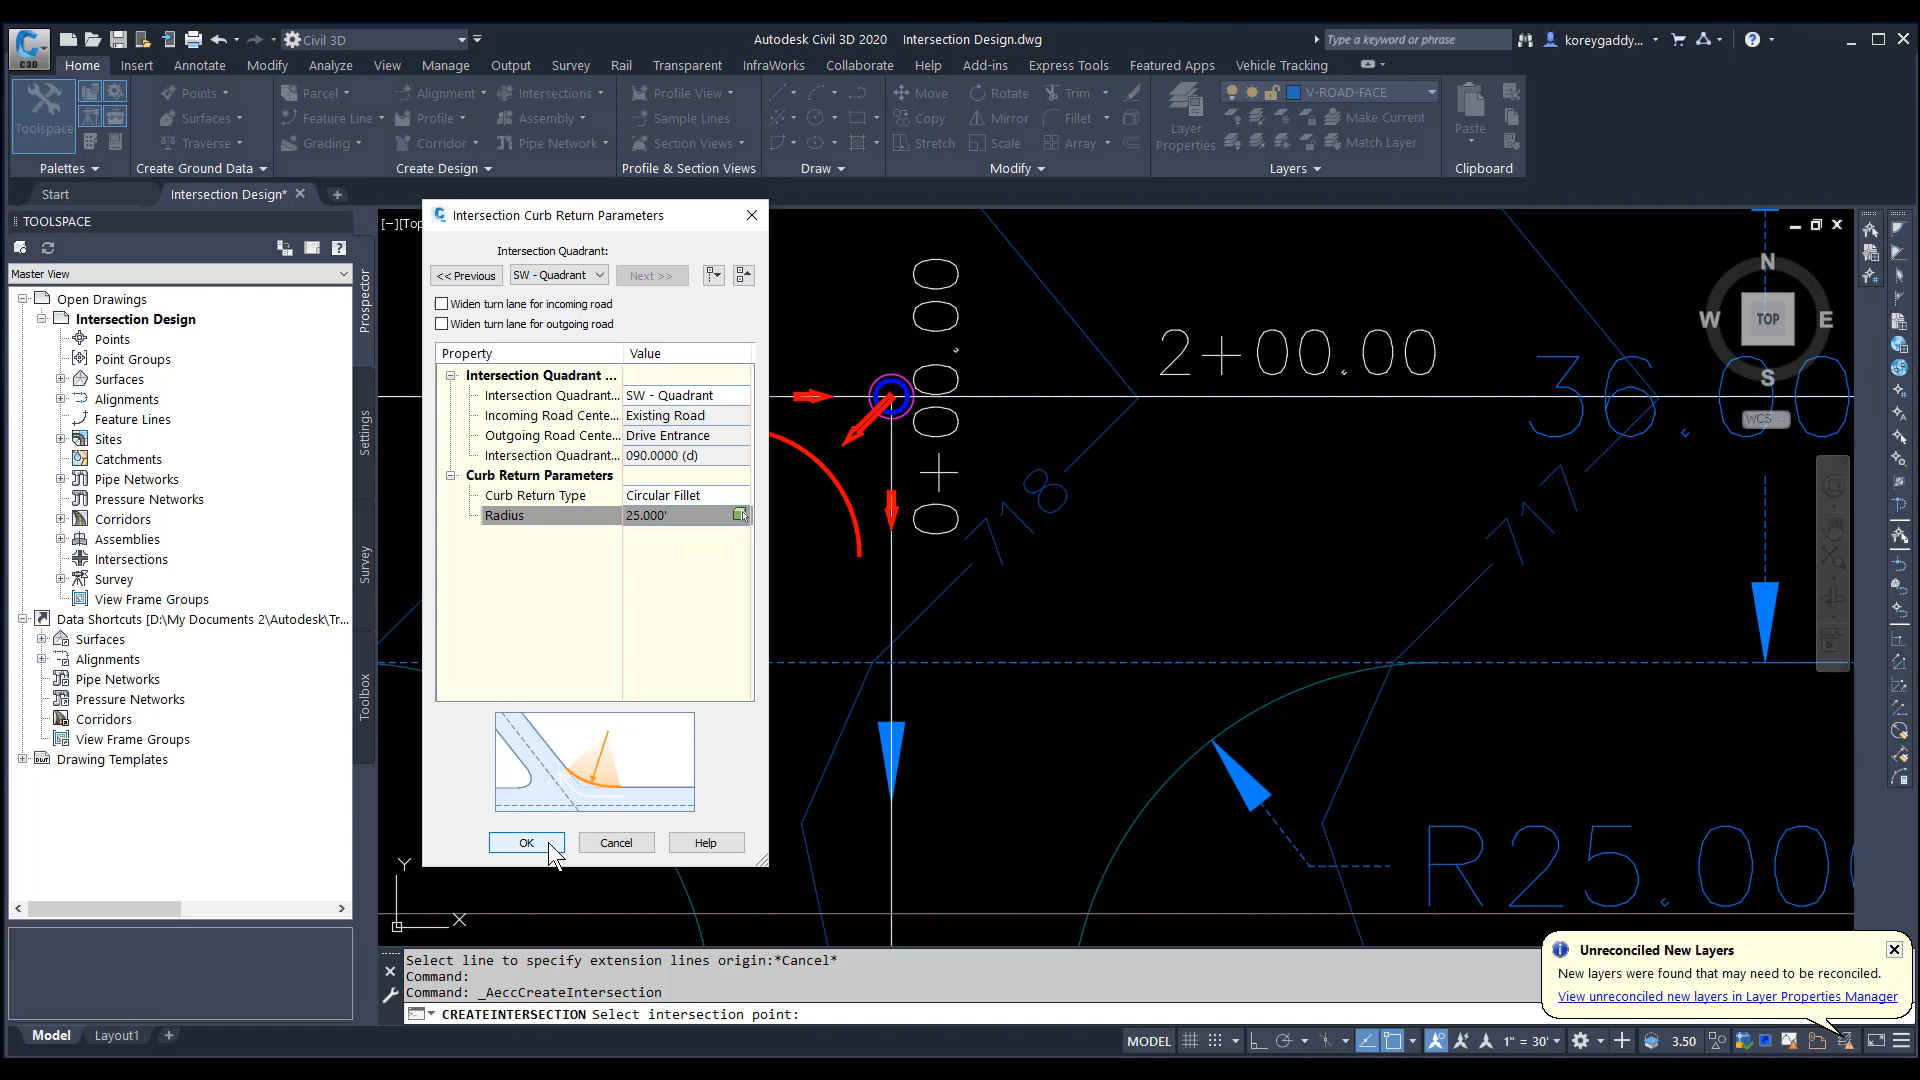 C3D
Civil 3D
Autodesk Civil 3D 2020 Intersection Design.dwg
Type a keyword or phrase
koreygaddy...
Home Insert Annotate Modify Analyze View Manage Output Survey Rail Transparent InfraWorks Collaborate Help Add-ins Express Tools Featured Apps Vehicle Tracking
Toolspace
Points
Surfaces
Traverse
Parcel
Feature Line
Grading
Alignment
Profile
Corridor
Intersections
Assembly
Pipe Network
Profile View
Sample Lines
Section Views
Move
Copy
Stretch
Rotate
Mirror
Scale
Trim
Fillet
Array
Layer
Properties
V-ROAD-FACE
Make Current
Match Layer
Paste
Palettes Create Ground Data Create Design Profile & Section Views Draw Modify Layers Clipboard
Start Intersection Design*
TOOLSPACE
Master View
Open Drawings
Intersection Design
Points
Point Groups
Surfaces
Alignments
Feature Lines
Sites
Catchments
Pipe Networks
Pressure Networks
Corridors
Assemblies
Intersections
Survey
View Frame Groups
Data Shortcuts [D:\My Documents 2\Autodesk\Tr...
Surfaces
Alignments
Pipe Networks
Pressure Networks
Corridors
View Frame Groups
Drawing Templates
Prospector
Settings
Survey
Toolbox
[−][Top
Intersection Curb Return Parameters
Intersection Quadrant:
<< Previous SW - Quadrant Next >>
Widen turn lane for incoming road
Widen turn lane for outgoing road
Property Value
Intersection Quadrant ...
Intersection Quadrant... SW - Quadrant
Incoming Road Cente... Existing Road
Outgoing Road Cente... Drive Entrance
Intersection Quadrant... 090.0000 (d)
Curb Return Parameters
Curb Return Type Circular Fillet
Radius 25.000'
OK Cancel Help
0+00.00
2+00.00
36.00
718
717
R25.00
N
W TOP E
S
WCS
Y
X
Select line to specify extension lines origin:*Cancel*
Command:
Command: _AeccCreateIntersection
CREATEINTERSECTION Select intersection point:
Unreconciled New Layers
New layers were found that may need to be reconciled.
View unreconciled new layers in Layer Properties Manager
Model Layout1
MODEL 1" = 30' 3.50